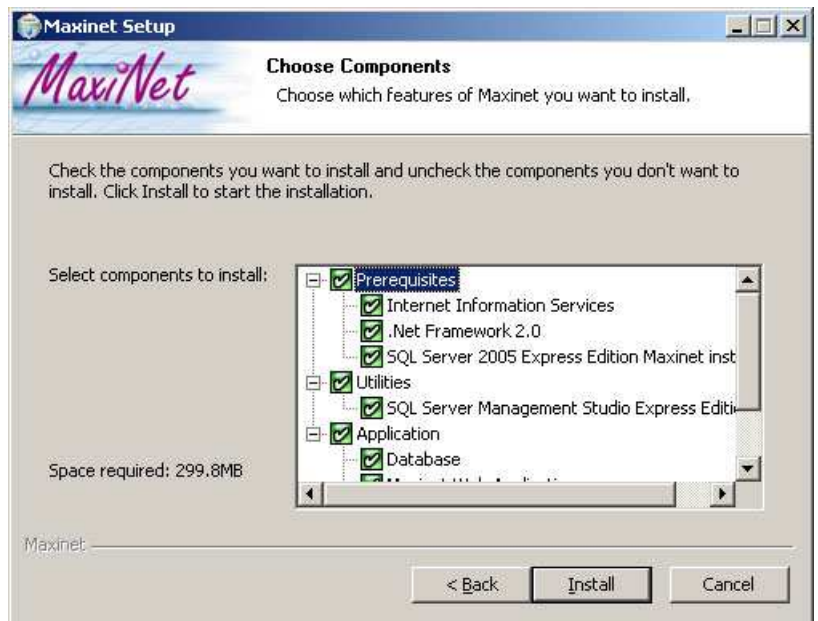 Maxinet Setup
MaxiNet
Choose Components
Choose which features of Maxinet you want to install.
Check the components you want to install and uncheck the components you don't want to
install. Click Install to start the installation.
Select components to install:
Prerequisites
Internet Information Services
.Net Framework 2.0
SQL Server 2005 Express Edition Maxinet inst
Utilities
SQL Server Management Studio Express Editi
Application
Database
Space required: 299.8MB
Maxinet
< Back
Install
Cancel